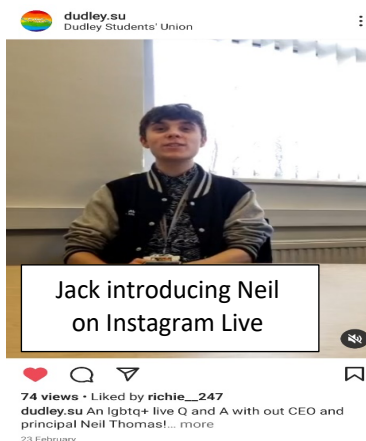 dudley.su
Dudley Students' Union
Jack introducing Neil
on Instagram Live
74 views • Liked by richie__247
dudley.su An lgbtq+ live Q and A with out CEO and
principal Neil Thomas!... more
23 February